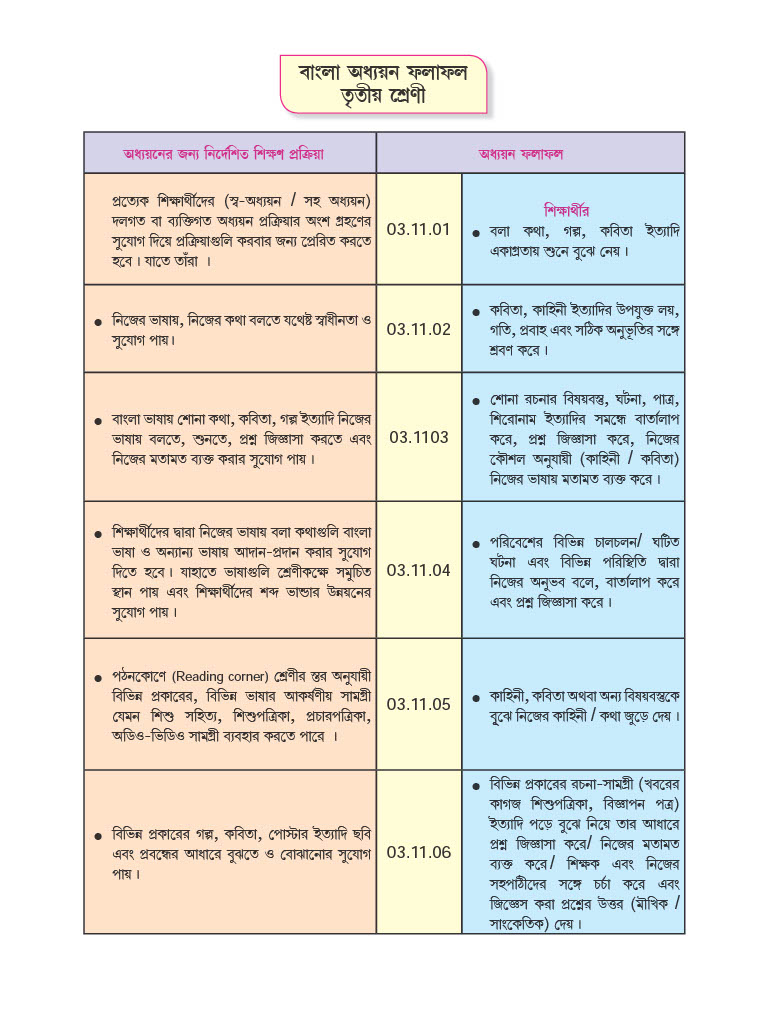 বাংলা অধ্যয়ন ফলাফল
তৃতীয় শ্রেণী
অধ্যয়নের জন্য নির্দেশিত শিক্ষণ প্রক্রিয়া
অধ্যয়ন ফলাফল
প্রত্যেক শিক্ষার্থীদের (স্ব-অধ্যয়ন / সহ অধ্যয়ন)
দলগত বা ব্যক্তিগত অধ্যয়ন প্রক্রিয়ার অংশ গ্রহণের
সুযোগ দিয়ে প্রক্রিয়াগুলি করবার জন্য প্রেরিত করতে
হবে। যাতে তাঁরা ।
03.11.01
শিক্ষার্থীর
● বলা কথা, গল্প, কবিতা ইত্যাদি
একাগ্রতায় শুনে বুঝে নেয়।
● নিজের ভাষায়, নিজের কথা বলতে যথেষ্ট স্বাধীনতা ও
সুযোগ পায়।
03.11.02
● কবিতা, কাহিনী ইত্যাদির উপযুক্ত লয়,
গতি, প্রবাহ এবং সঠিক অনুভূতির সঙ্গে
শ্রবণ করে।
● বাংলা ভাষায় শোনা কথা, কবিতা, গল্প ইত্যাদি নিজের
ভাষায় বলতে, শুনতে, প্রশ্ন জিজ্ঞাসা করতে এবং
নিজের মতামত ব্যক্ত করার সুযোগ পায়।
03.1103
● শোনা রচনার বিষয়বস্তু, ঘটনা, পাত্র,
শিরোনাম ইত্যাদির সমন্ধে বার্তালাপ
করে, প্রশ্ন জিজ্ঞাসা করে, নিজের
কৌশল অনুযায়ী (কাহিনী / কবিতা)
নিজের ভাষায় মতামত ব্যক্ত করে।
● শিক্ষার্থীদের দ্বারা নিজের ভাষায় বলা কথাগুলি বাংলা
ভাষা ও অন্যান্য ভাষায় আদান-প্রদান করার সুযোগ
দিতে হবে। যাহাতে ভাষাগুলি শ্রেণীকক্ষে সমুচিত
স্থান পায় এবং শিক্ষার্থীদের শব্দ ভান্ডার উন্নয়নের
সুযোগ পায়।
03.11.04
● পরিবেশের বিভিন্ন চালচলন/ ঘটিত
ঘটনা এবং বিভিন্ন পরিস্থিতি দ্বারা
নিজের অনুভব বলে, বার্তালাপ করে
এবং প্রশ্ন জিজ্ঞাসা করে।
● পঠনকোণে (Reading corner) শ্রেণীর স্তর অনুযায়ী
বিভিন্ন প্রকারের, বিভিন্ন ভাষার আকর্ষণীয় সামগ্রী
যেমন শিশু সহিত্য, শিশুপত্রিকা, প্রচারপত্রিকা,
অডিও-ভিডিও সামগ্রী ব্যবহার করতে পারে ।
03.11.05
● কাহিনী, কবিতা অথবা অন্য বিষয়বস্তুকে
বুঝে নিজের কাহিনী / কথা জুড়ে দেয়।
● বিভিন্ন প্রকারের গল্প, কবিতা, পোস্টার ইত্যাদি ছবি
এবং প্রবন্ধের আধারে বুঝতে ও বোঝানোর সুযোগ
পায়।
03.11.06
● বিভিন্ন প্রকারের রচনা-সামগ্রী (খবরের
কাগজ শিশুপত্রিকা, বিজ্ঞাপন পত্র)
ইত্যাদি পড়ে বুঝে নিয়ে তার আধারে
প্রশ্ন জিজ্ঞাসা করে/ নিজের মতামত
ব্যক্ত করে/ শিক্ষক এবং নিজের
সহপাঠীদের সঙ্গে চর্চা করে এবং
জিজ্ঞেস করা প্রশ্নের উত্তর (মৌখিক /
সাংকেতিক) দেয়।